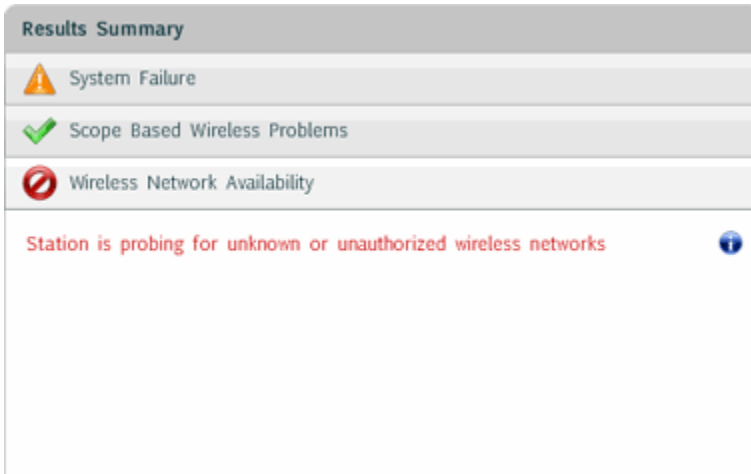 Results Summary
System Failure
Scope Based Wireless Problems
Wireless Network Availability
Station is probing for unknown or unauthorized wireless networks